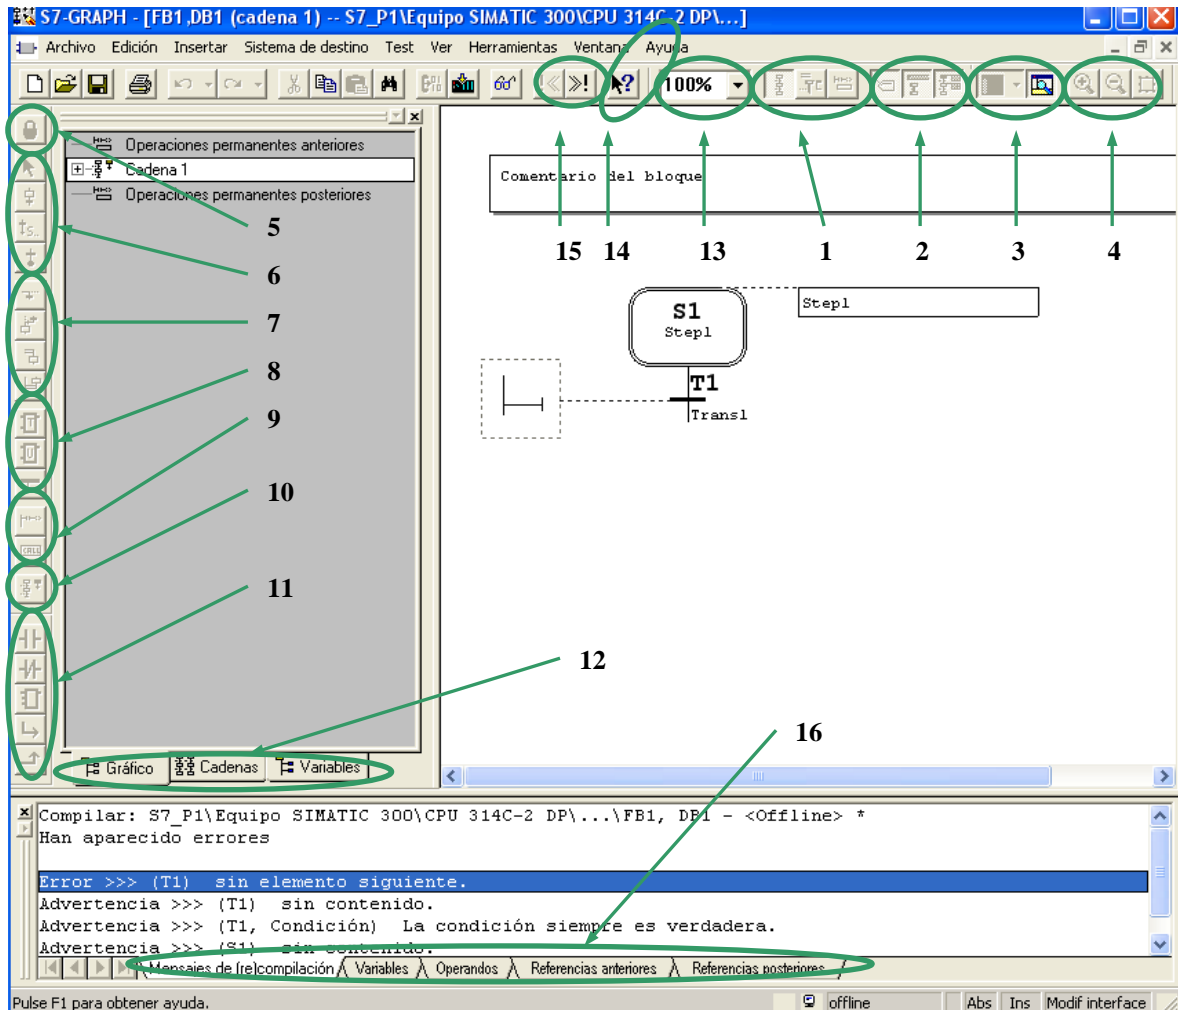 S7-GRAPH - [FB1,DB1 (cadena 1) -- S7_P1\Equipo SIMATIC 300\CPU 314C-2 DP\...]
Archivo Edición Insertar Sistema de destino Test Ver Herramientas Ventana Ayuda
100%
Operaciones permanentes anteriores
Cadena 1
Operaciones permanentes posteriores
Comentario del bloque
15 14 13 1 2 3 4
5
6
7
8
9
10
11
12
16
S1
Step1
Step1
T1
Trans1
CALL
Gráfico Cadenas Variables
Compilar: S7_P1\Equipo SIMATIC 300\CPU 314C-2 DP\...\FB1, DB1 - <Offline> *
Han aparecido errores
Error >>> (T1) sin elemento siguiente.
Advertencia >>> (T1) sin contenido.
Advertencia >>> (T1, Condición) La condición siempre es verdadera.
Advertencia >>> (S1) sin contenido.
Mensajes de (re)compilación Variables Operandos Referencias anteriores Referencias posteriores
Pulse F1 para obtener ayuda. offline Abs Ins Modif interface